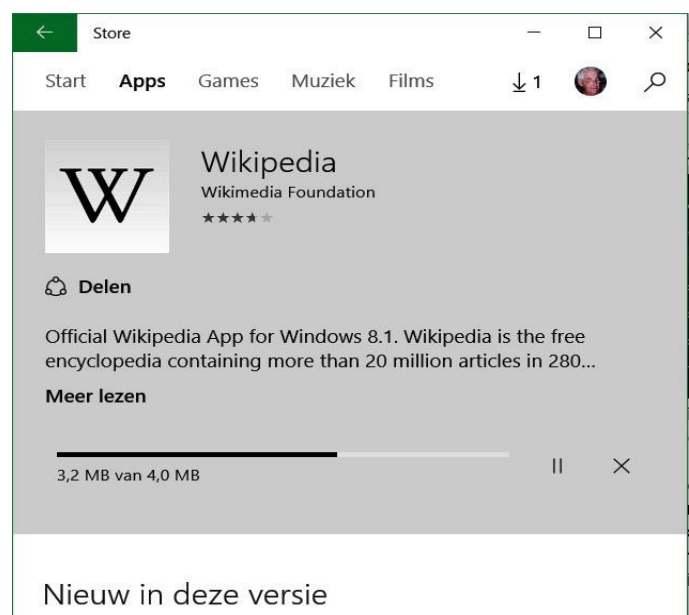 Store
Start Apps Games Muziek Films 1
W
Wikipedia
Wikimedia Foundation
Delen
Official Wikipedia App for Windows 8.1. Wikipedia is the free
encyclopedia containing more than 20 million articles in 280...
Meer lezen
3,2 MB van 4,0 MB
Nieuw in deze versie